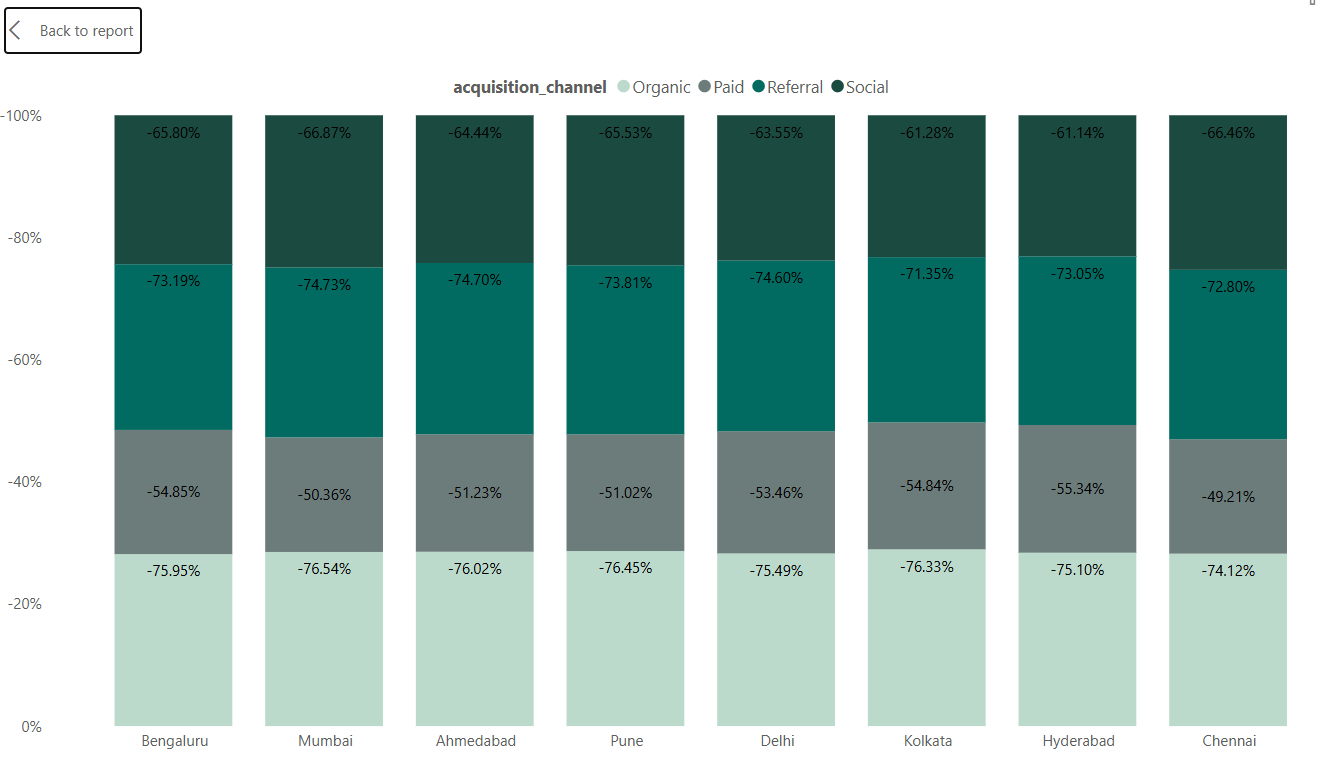 Back to report
acquisition_channel Organic Paid Referral Social
-100%
-65.80% -66.87% -64.44% -65.53% -63.55% -61.28% -61.14% -66.46%
-80%
-73.19% -74.73% -74.70% -73.81% -74.60% -71.35% -73.05% -72.80%
-60%
-40%
-54.85% -50.36% -51.23% -51.02% -53.46% -54.84% -55.34% -49.21%
-75.95% -76.54% -76.02% -76.45% -75.49% -76.33% -75.10% -74.12%
-20%
0%
Bengaluru Mumbai Ahmedabad Pune Delhi Kolkata Hyderabad Chennai